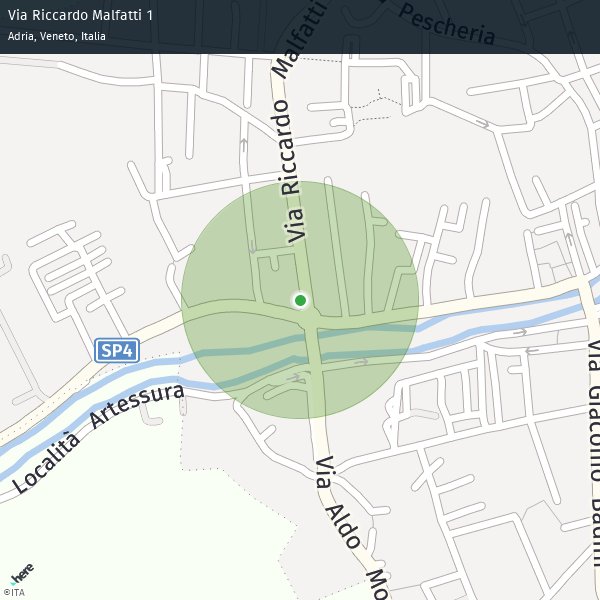 Via Riccardo Malfatti 1
Adria, Veneto, Italia
Pescheria
Via Riccardo Malfatti
SP4
Località Artessura
Via Giacomo Badini
Via Aldo Mo
here
©ITA